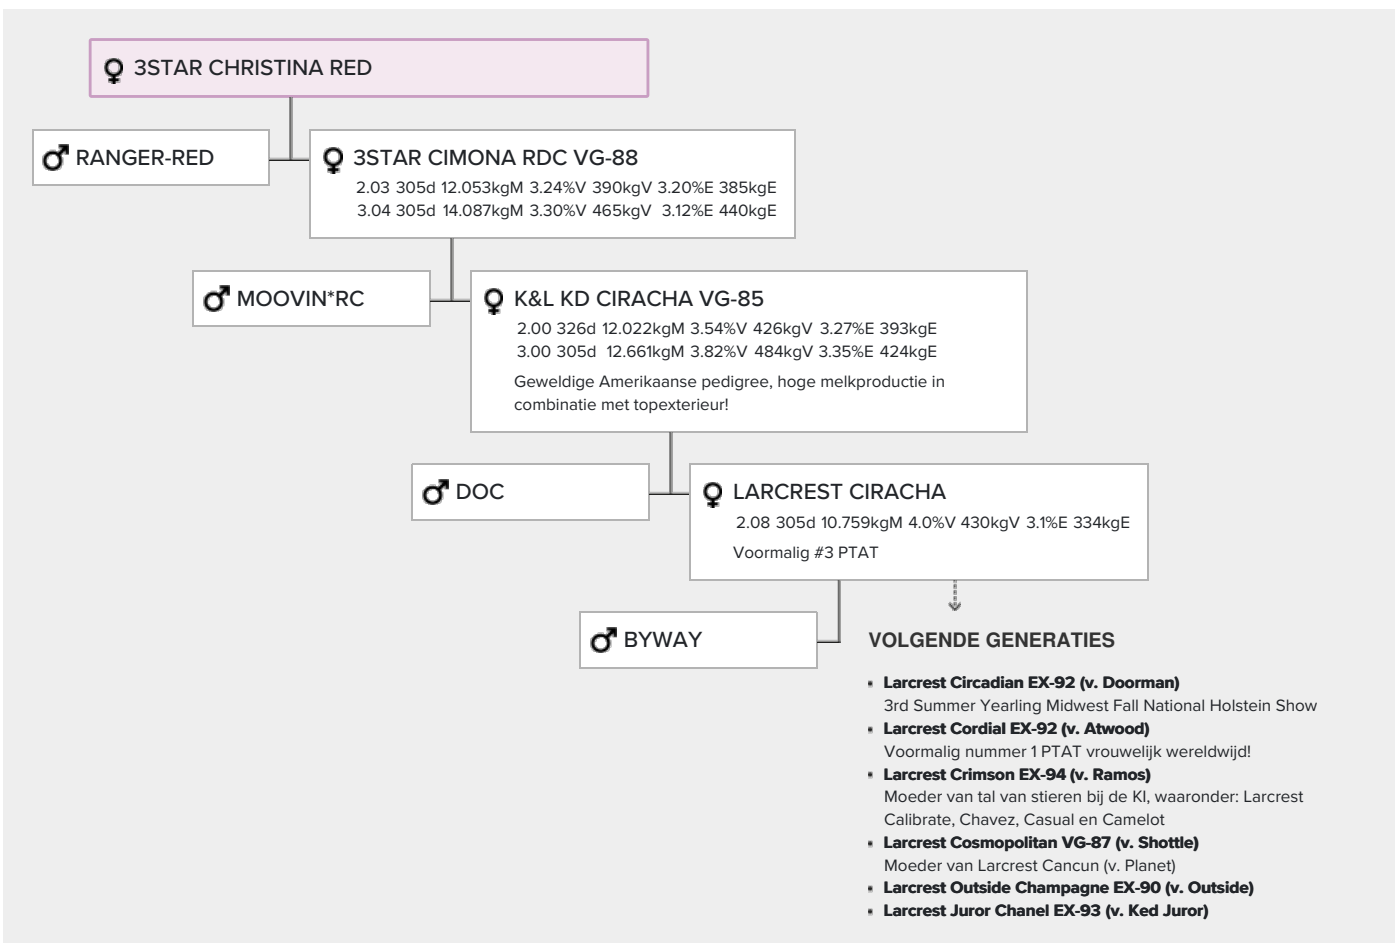 3STAR CHRISTINA RED
RANGER-RED
3STAR CIMONA RDC VG-88
2.03 305d 12.053kgM 3.24%V 390kgV 3.20%E 385kgE
3.04 305d 14.087kgM 3.30%V 465kgV 3.12%E 440kgE
MOOVIN*RC
K&L KD CIRACHA VG-85
2.00 326d 12.022kgM 3.54%V 426kgV 3.27%E 393kgE
3.00 305d 12.661kgM 3.82%V 484kgV 3.35%E 424kgE
Geweldige Amerikaanse pedigree, hoge melkproductie in
combinatie met topexterieur!
DOC
LARCREST CIRACHA
2.08 305d 10.759kgM 4.0%V 430kgV 3.1%E 334kgE
Voormalig #3 PTAT
BYWAY
VOLGENDE GENERATIES
Larcrest Circadian EX-92 (v. Doorman)
3rd Summer Yearling Midwest Fall National Holstein Show
Larcrest Cordial EX-92 (v. Atwood)
Voormalig nummer 1 PTAT vrouwelijk wereldwijd!
Larcrest Crimson EX-94 (v. Ramos)
Moeder van tal van stieren bij de KI, waaronder: Larcrest
Calibrate, Chavez, Casual en Camelot
Larcrest Cosmopolitan VG-87 (v. Shottle)
Moeder van Larcrest Cancun (v. Planet)
Larcrest Outside Champagne EX-90 (v. Outside)
Larcrest Juror Chanel EX-93 (v. Ked Juror)